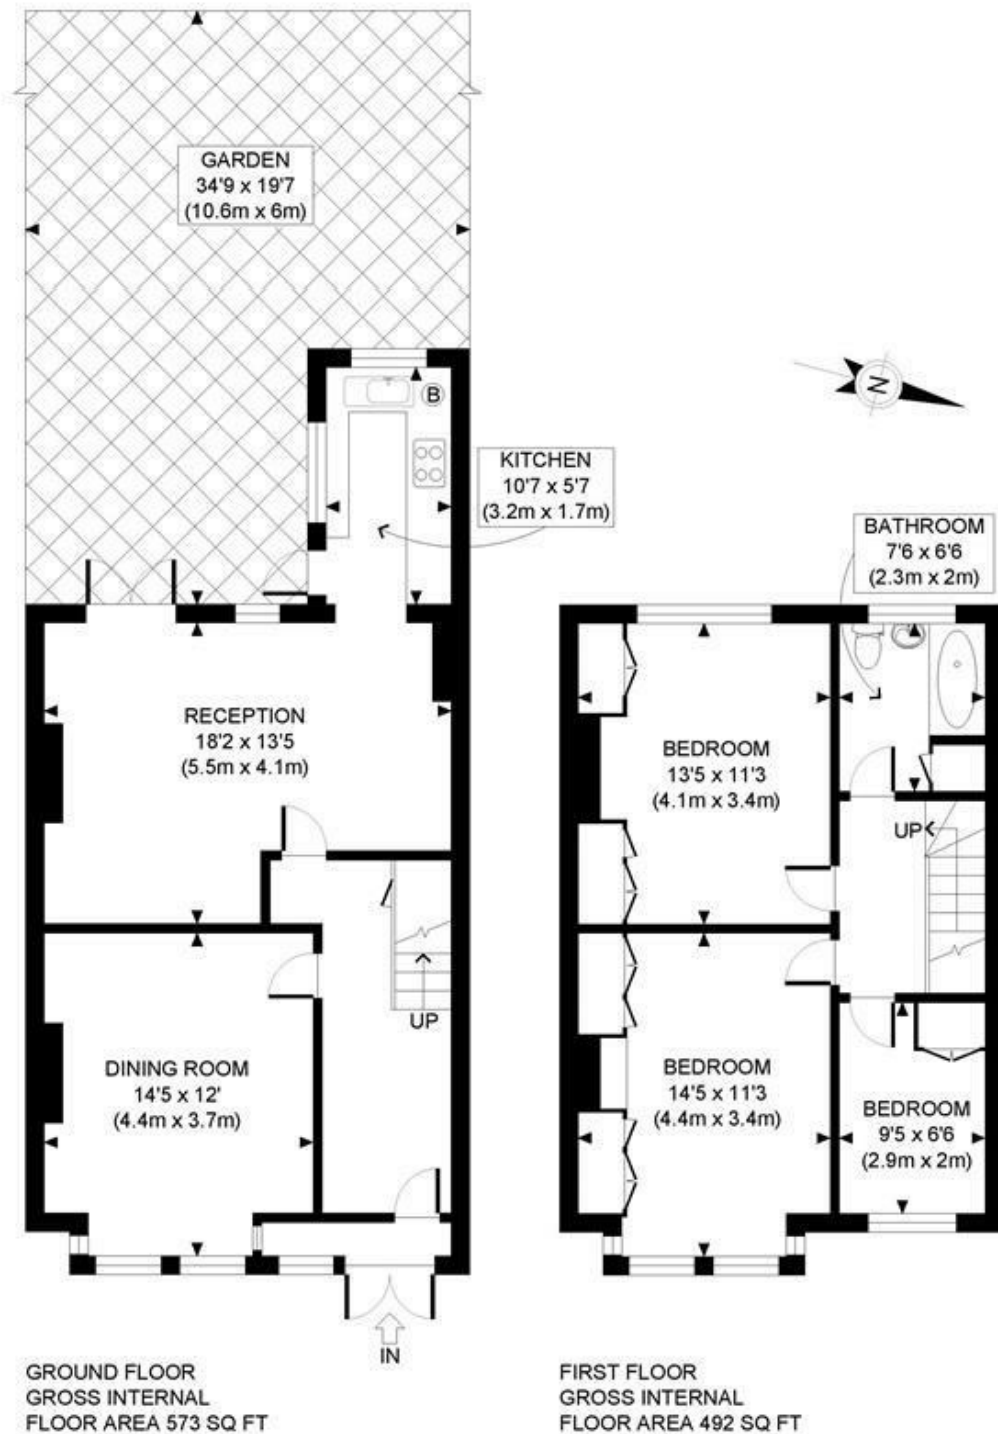 GARDEN
34'9 x 19'7
(10.6m x 6m)
B
N
KITCHEN
10'7 x 5'7
(3.2m x 1.7m)
BATHROOM
7'6 x 6'6
(2.3m x 2m)
RECEPTION
18'2 x 13'5
(5.5m x 4.1m)
BEDROOM
13'5 x 11'3
(4.1m x 3.4m)
UP
UP
DINING ROOM
14'5 x 12'
(4.4m x 3.7m)
BEDROOM
14'5 x 11'3
(4.4m x 3.4m)
BEDROOM
9'5 x 6'6
(2.9m x 2m)
IN
GROUND FLOOR
GROSS INTERNAL
FLOOR AREA 573 SQ FT
FIRST FLOOR
GROSS INTERNAL
FLOOR AREA 492 SQ FT